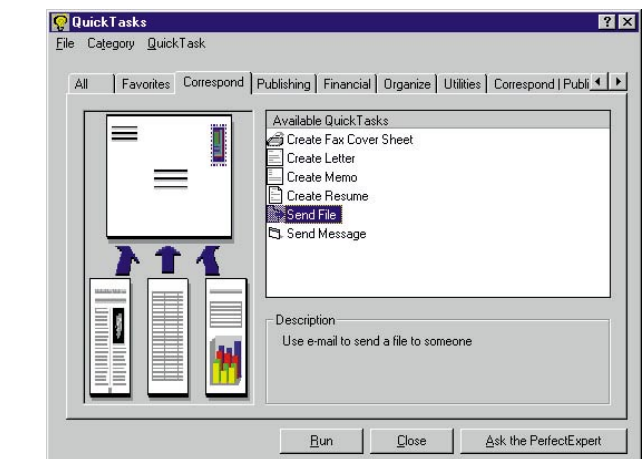 QuickTasks
File Category QuickTask
All Favorites Correspond Publishing Financial Organize Utilities Correspond | Publi
Available QuickTasks
Create Fax Cover Sheet
Create Letter
Create Memo
Create Resume
Send File
Send Message
Description
Use e-mail to send a file to someone
Run Close Ask the PerfectExpert